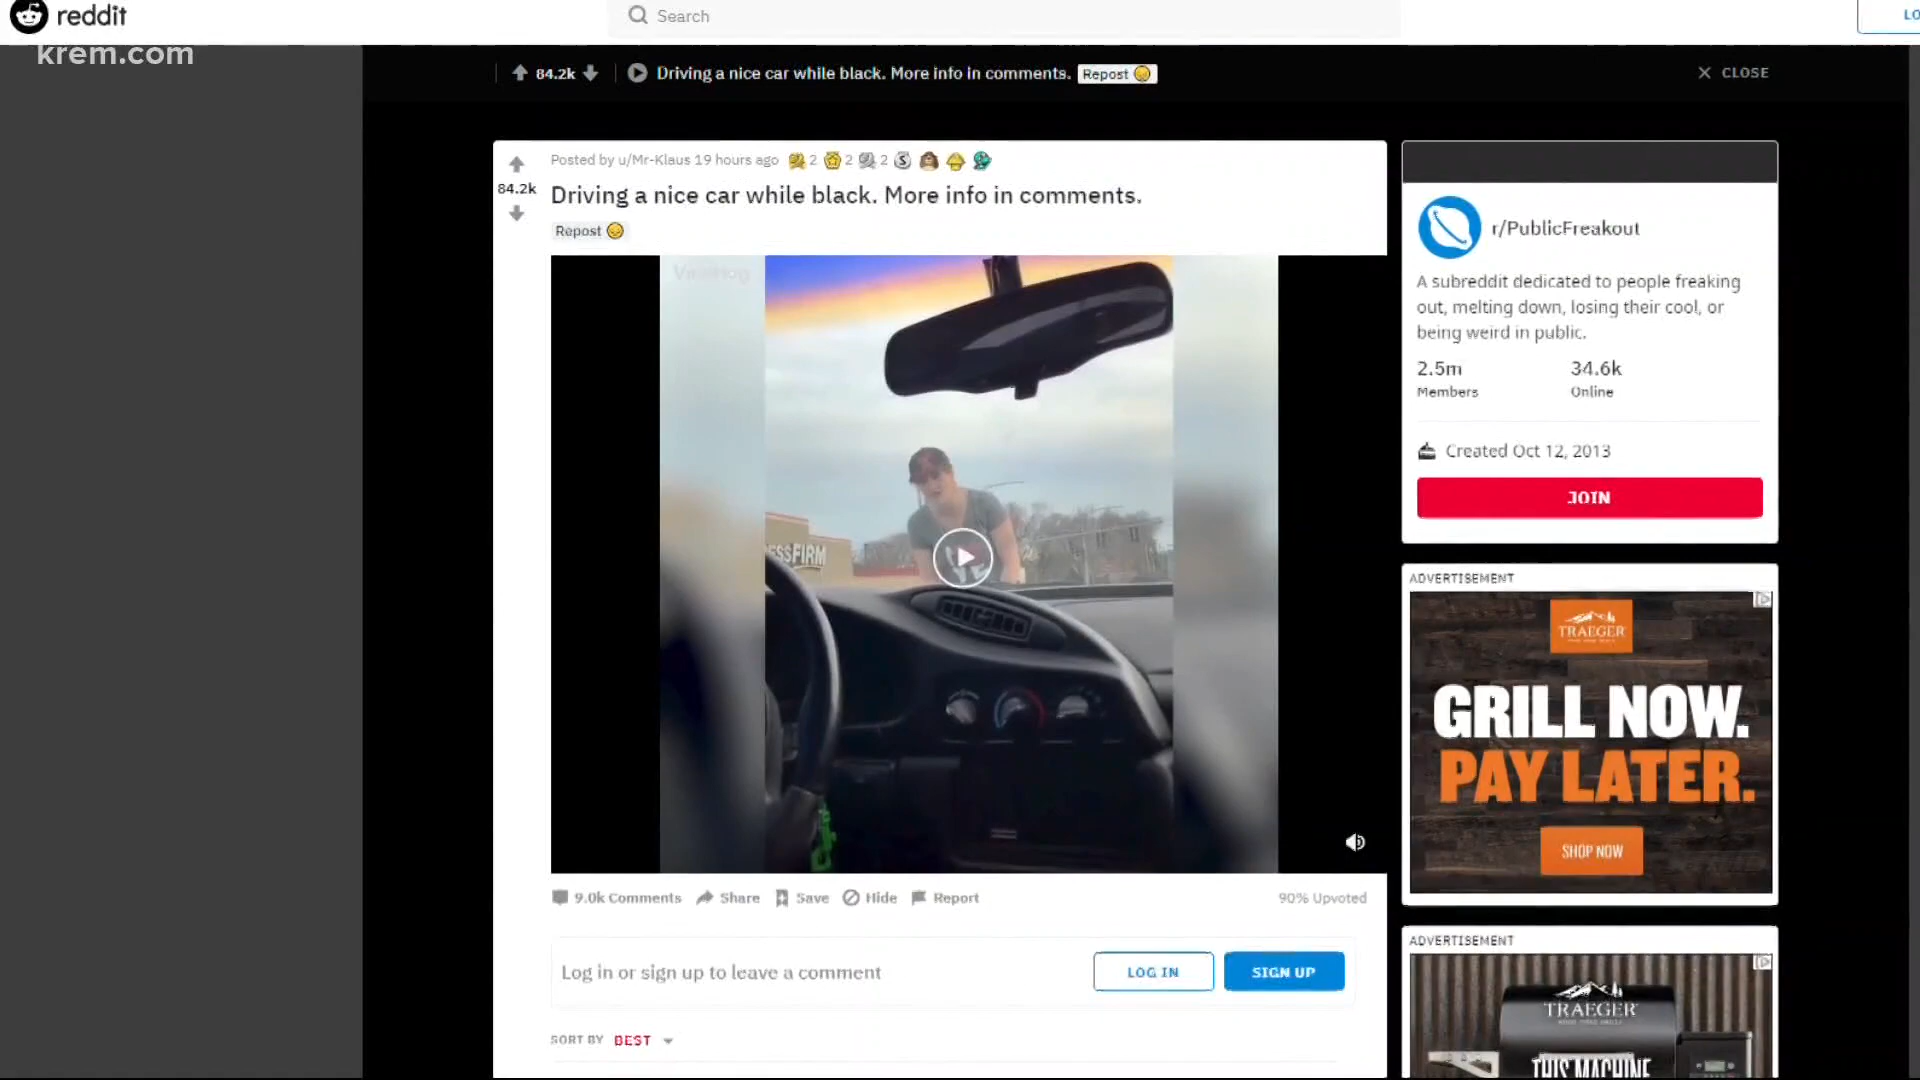 reddit
Search
LO
krem.com
84.2k
Driving a nice car while black. More info in comments.
Repost
CLOSE
Posted by u/Mr-Klaus 19 hours ago
2
2
2
84.2k
Driving a nice car while black. More info in comments.
Repost
ViralHog
ESSFIRM
9.0k Comments
Share
Save
Hide
Report
90% Upvoted
Log in or sign up to leave a comment
LOG IN
SIGN UP
SORT BY
BEST
r/PublicFreakout
A subreddit dedicated to people freaking
out, melting down, losing their cool, or
being weird in public.
2.5m
34.6k
Members
Online
Created Oct 12, 2013
JOIN
ADVERTISEMENT
TRAEGER
GRILL NOW.
PAY LATER.
SHOP NOW
ADVERTISEMENT
TRAEGER
THIS MACHINE